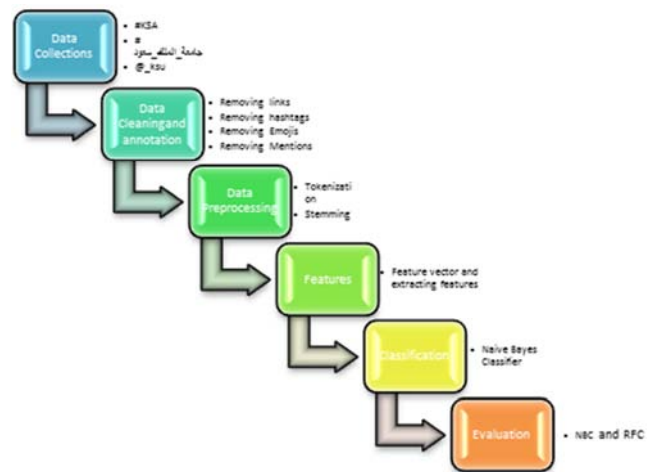 Data
Collections
• #KSA
• #
جامعة_الملك_سعود
• @_ksu
Data
Cleaningand
annotation
• Removing links
• Removing hashtags
• Removing Emojis
• Removing Mentions
Data
Preprocessing
• Tokenizati
on
• Stemming
Features
• Feature vector and
extracting features
Classification
• Naive Bayes
Classifier
Evaluation
• NBC and RFC